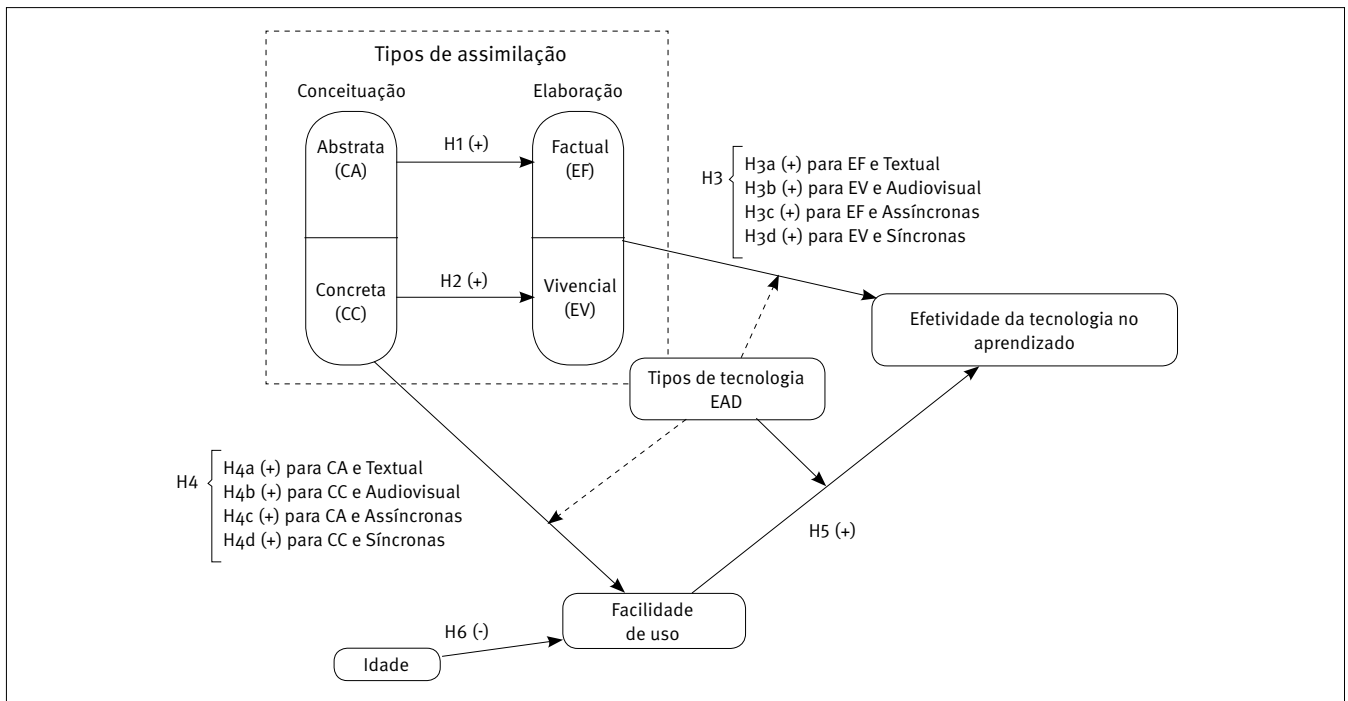 Tipos de assimilação
Conceituação
Elaboração
Abstrata
(CA)
H1 (+)
Factual
(EF)
Concreta
(CC)
H2 (+)
Vivencial
(EV)
H3
H3a (+) para EF e Textual
H3b (+) para EV e Audiovisual
H3c (+) para EF e Assíncronas
H3d (+) para EV e Síncronas
Efetividade da tecnologia no
aprendizado
Tipos de tecnologia
EAD
H4
H4a (+) para CA e Textual
H4b (+) para CC e Audiovisual
H4c (+) para CA e Assíncronas
H4d (+) para CC e Síncronas
H5 (+)
Facilidade
de uso
H6 (-)
Idade